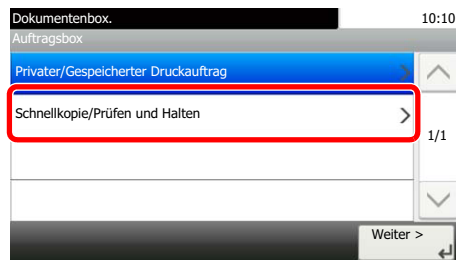 Dokumentenbox. 10:10
Auftragsbox
Privater/Gespeicherter Druckauftrag
Schnellkopie/Prüfen und Halten
1/1
Weiter >